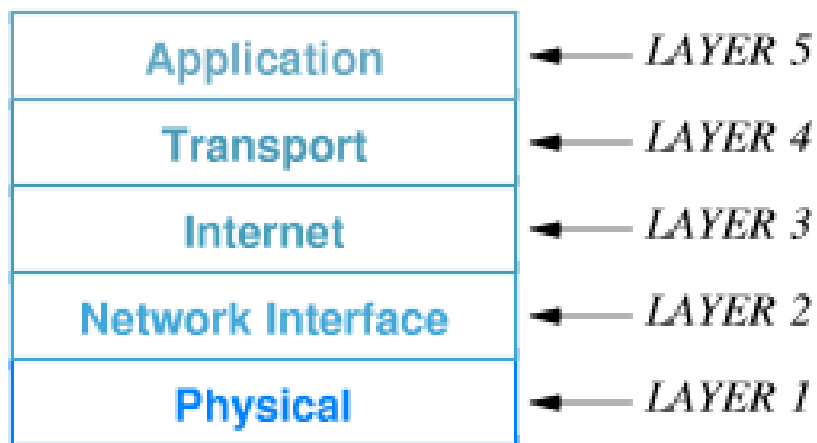 Application LAYER 5
Transport LAYER 4
Internet LAYER 3
Network Interface LAYER 2
Physical LAYER 1